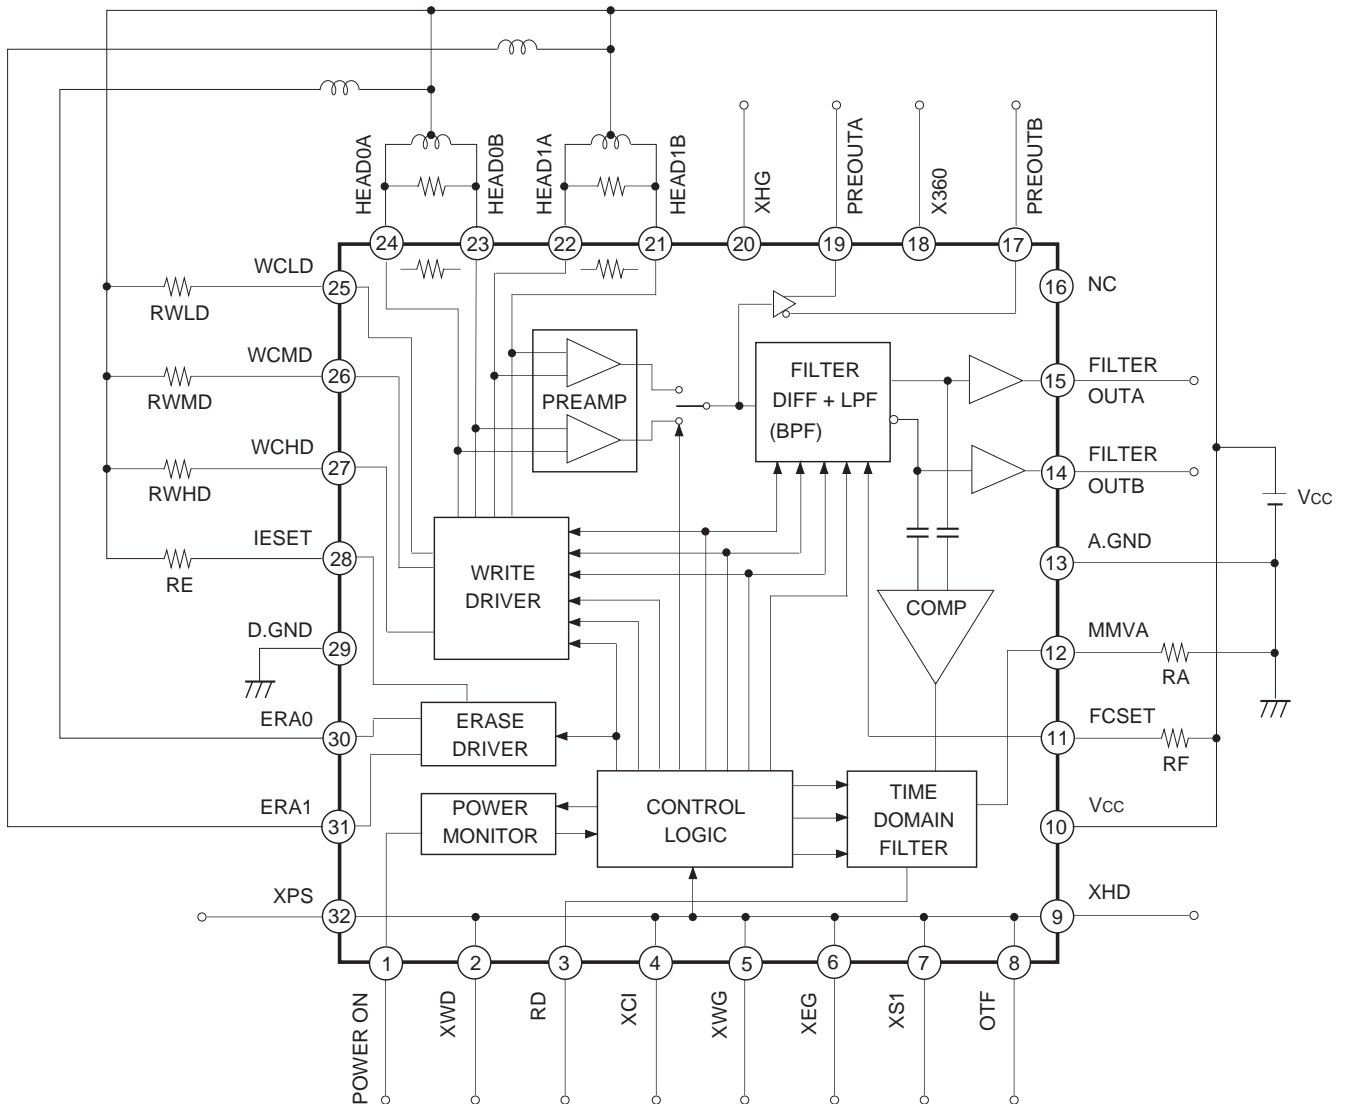 HEAD0A
HEAD0B
HEAD1A
HEAD1B
XHG
PREOUTA
X360
PREOUTB
24
23
22
21
20
19
18
17
WCLD
25
RWLD
16
NC
WCMD
26
RWMD
PREAMP
FILTER
DIFF + LPF
(BPF)
15
FILTER
OUTA
WCHD
27
RWHD
14
FILTER
OUTB
Vcc
IESET
28
RE
WRITE
DRIVER
COMP
13
A.GND
D.GND
29
12
MMVA
RA
ERA0
30
ERASE
DRIVER
11
FCSET
RF
ERA1
31
POWER
MONITOR
CONTROL
LOGIC
TIME
DOMAIN
FILTER
10
Vcc
XPS
32
9
XHD
1
2
3
4
5
6
7
8
POWER ON
XWD
RD
XCI
XWG
XEG
XS1
OTF